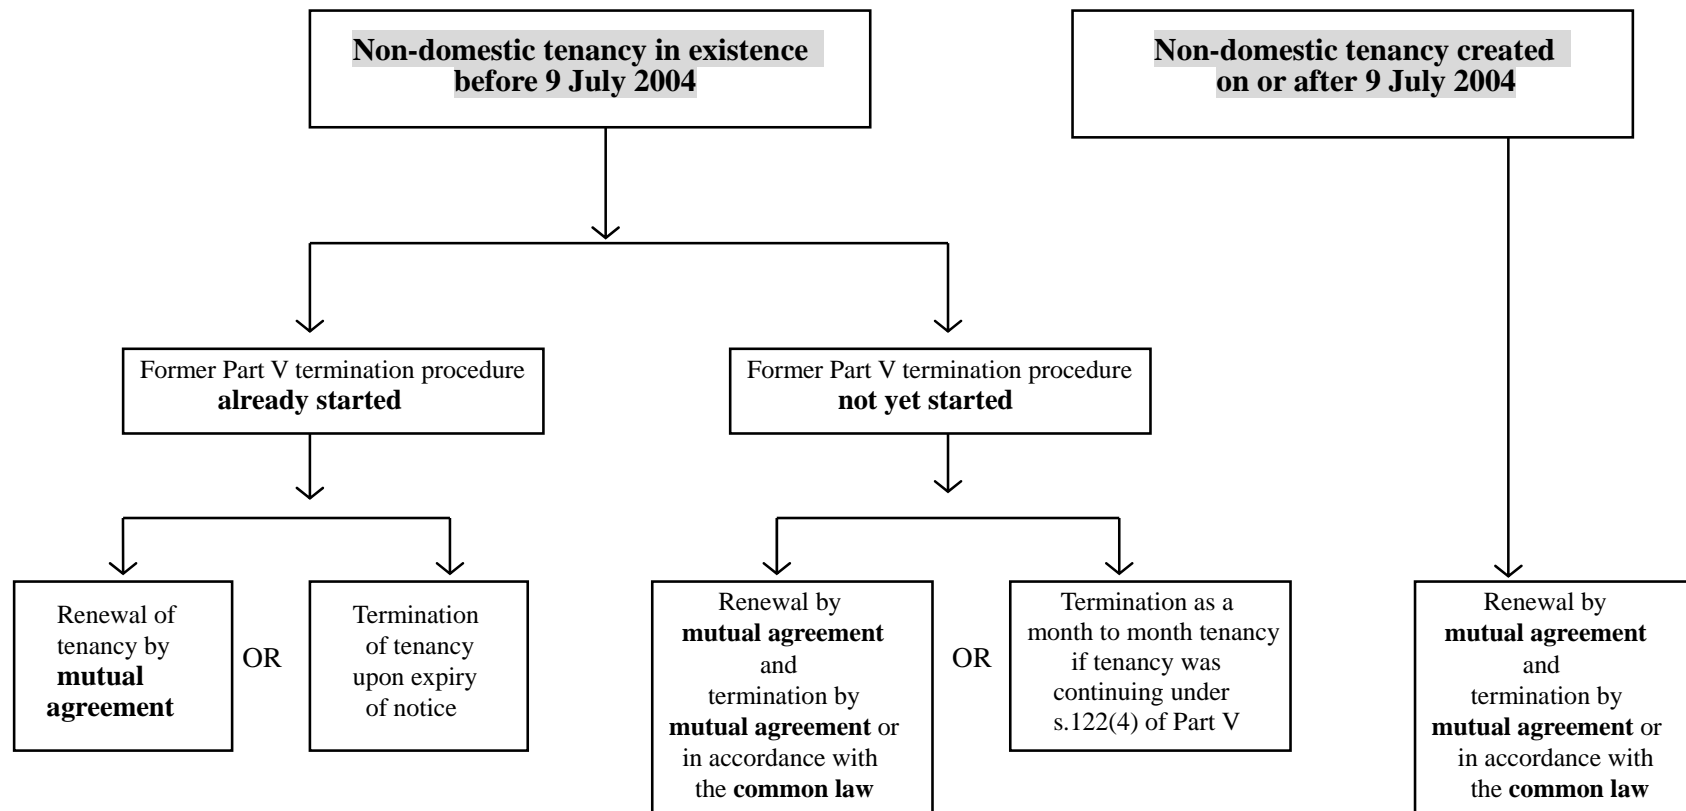 Non-domestic tenancy in existence
before 9 July 2004
Non-domestic tenancy created
on or after 9 July 2004
Former Part V termination procedure
already started
Former Part V termination procedure
not yet started
Renewal of
tenancy by
mutual
agreement
OR
Termination
of tenancy
upon expiry
of notice
Renewal by
mutual agreement
and
termination by
mutual agreement or
in accordance with
the common law
OR
Termination as a
month to month tenancy
if tenancy was
continuing under
s.122(4) of Part V
Renewal by
mutual agreement
and
termination by
mutual agreement or
in accordance with
the common law